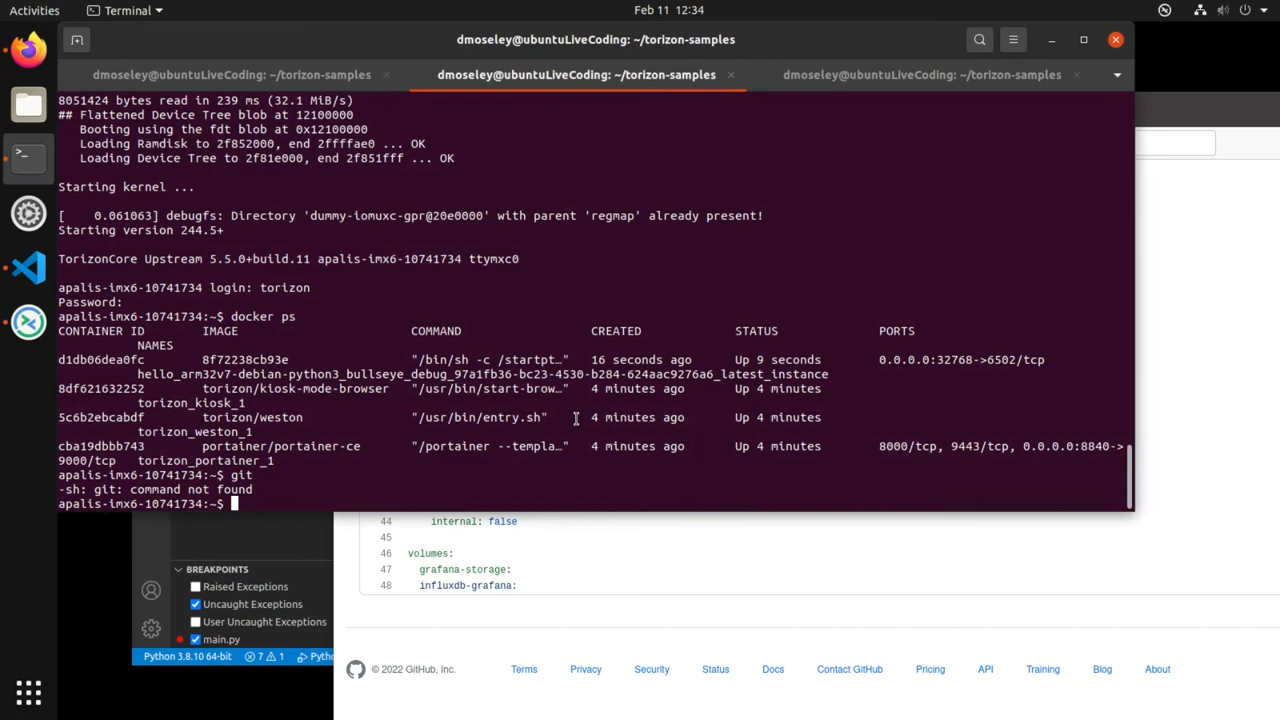 Activities Terminal Feb 11 12:34
dmoseley@ubuntuLiveCoding: ~/torizon-samples
dmoseley@ubuntuLiveCoding: ~/torizon-samples × dmoseley@ubuntuLiveCoding: ~/torizon-samples × dmoseley@ubuntuLiveCoding: ~/torizon-samples ×
8051424 bytes read in 239 ms (32.1 MiB/s)
## Flattened Device Tree blob at 12100000
Booting using the fdt blob at 0x12100000
Loading Ramdisk to 2f852000, end 2ffffae0 ... OK
Loading Device Tree to 2f81e000, end 2f851fff ... OK
Starting kernel ...
[    0.061063] debugfs: Directory 'dummy-iomuxc-gpr@20e0000' with parent 'regmap' already present!
Starting version 244.5+
TorizonCore Upstream 5.5.0+build.11 apalis-imx6-10741734 ttymxc0
apalis-imx6-10741734 login: torizon
Password:
apalis-imx6-10741734:~$ docker ps
CONTAINER ID IMAGE COMMAND CREATED STATUS PORTS
NAMES
d1db06dea0fc 8f72238cb93e "/bin/sh -c /startpt…" 16 seconds ago Up 9 seconds 0.0.0.0:32768->6502/tcp
hello_arm32v7-debian-python3_bullseye_debug_97a1fb36-bc23-4530-b284-624aac9276a6_latest_instance
8df621632252 torizon/kiosk-mode-browser "/usr/bin/start-brow…" 4 minutes ago Up 4 minutes
torizon_kiosk_1
5c6b2ebcabdf torizon/weston "/usr/bin/entry.sh" 4 minutes ago Up 4 minutes
torizon_weston_1
cba19dbbb743 portainer/portainer-ce "/portainer --templa…" 4 minutes ago Up 4 minutes 8000/tcp, 9443/tcp, 0.0.0.0:8840->
9000/tcp torizon_portainer_1
apalis-imx6-10741734:~$ git
-sh: git: command not found
apalis-imx6-10741734:~$
44 internal: false
45
46 volumes:
47 grafana-storage:
48 influxdb-grafana:
BREAKPOINTS
Raised Exceptions
Uncaught Exceptions
User Uncaught Exceptions
main.py
Python 3.8.10 64-bit 7 1 Pytho
© 2022 GitHub, Inc. Terms Privacy Security Status Docs Contact GitHub Pricing API Training Blog About